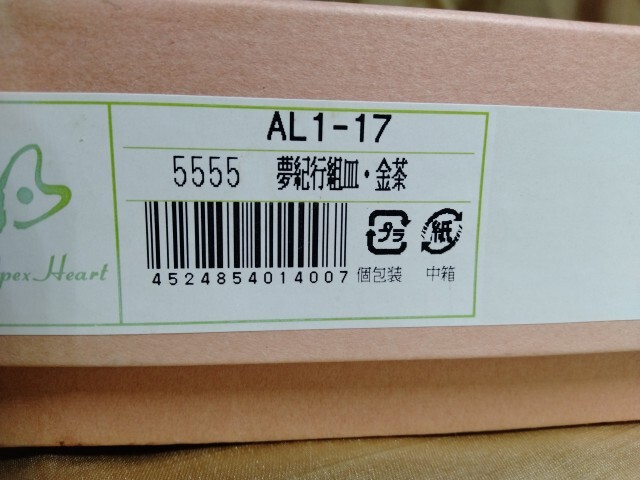 AL1-17
5555 夢紀行組皿・金茶
4524854014007
プラ
紙
個包装
中箱
pex Heart